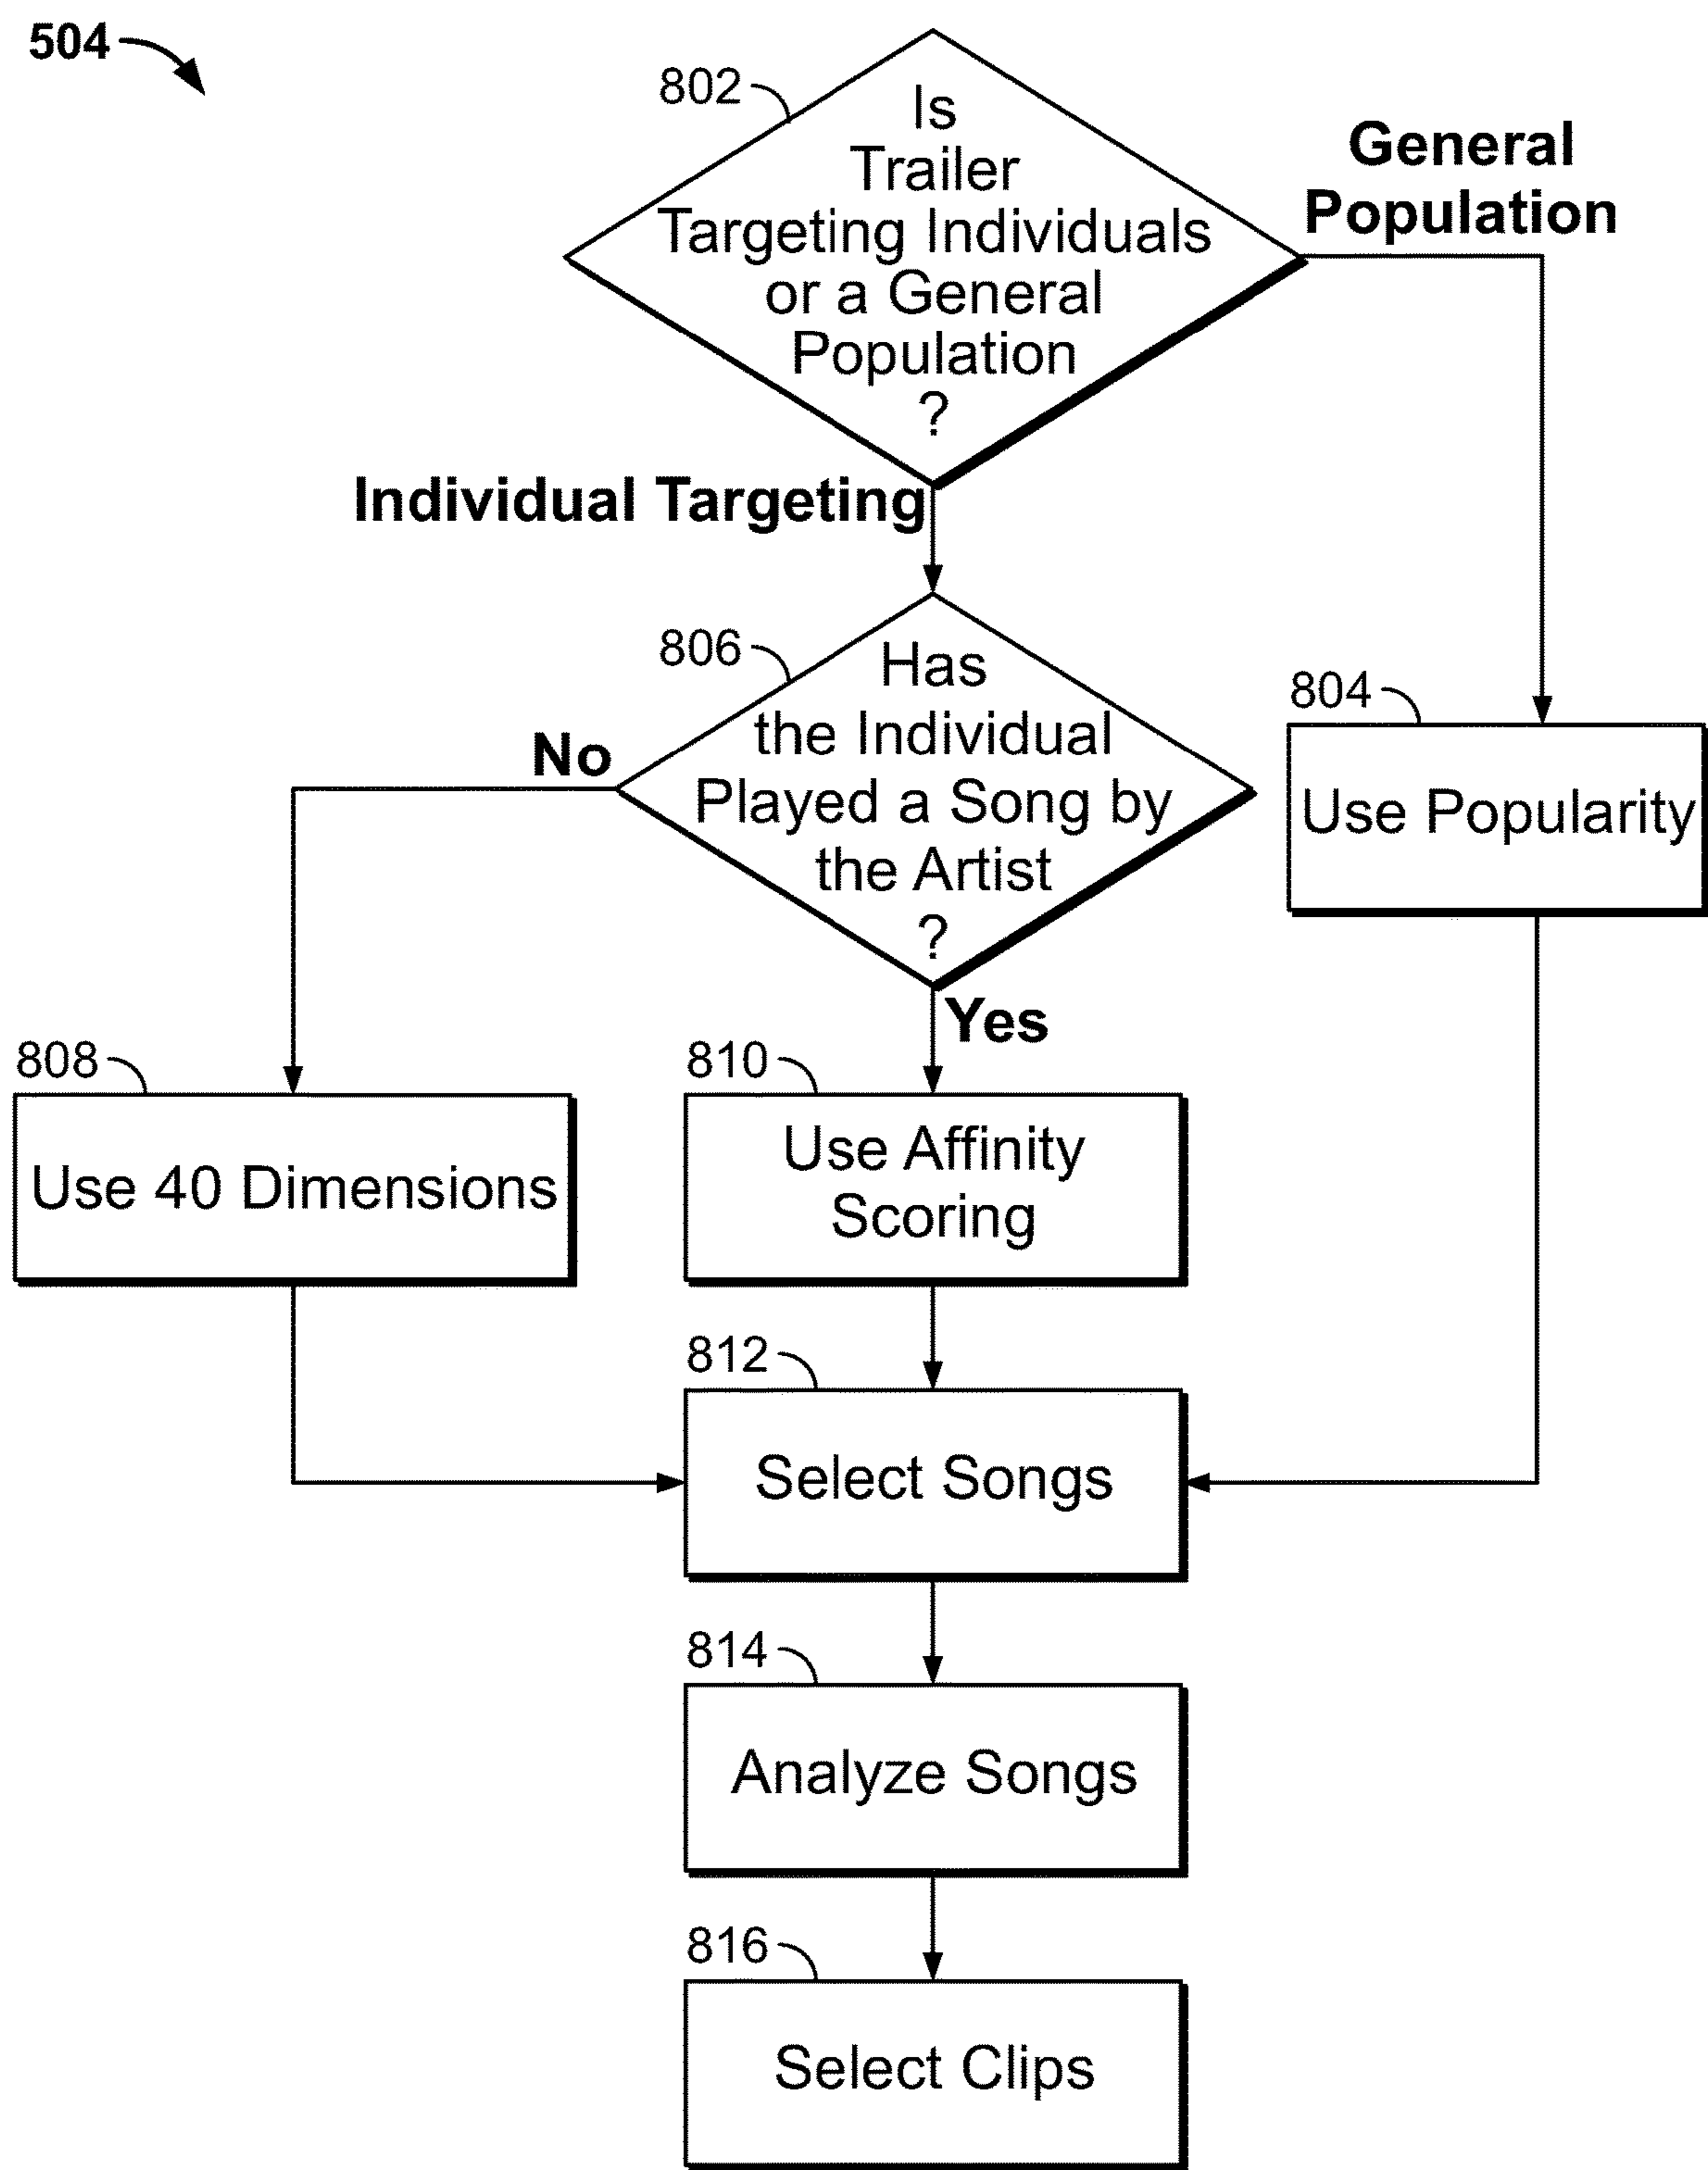 504
802
Is
Trailer
Targeting Individuals
or a General
Population
?
General
Population
Individual Targeting
806
Has
the Individual
Played a Song by
the Artist
?
No
Yes
804
Use Popularity
808
Use 40 Dimensions
810
Use Affinity
Scoring
812
Select Songs
814
Analyze Songs
816
Select Clips